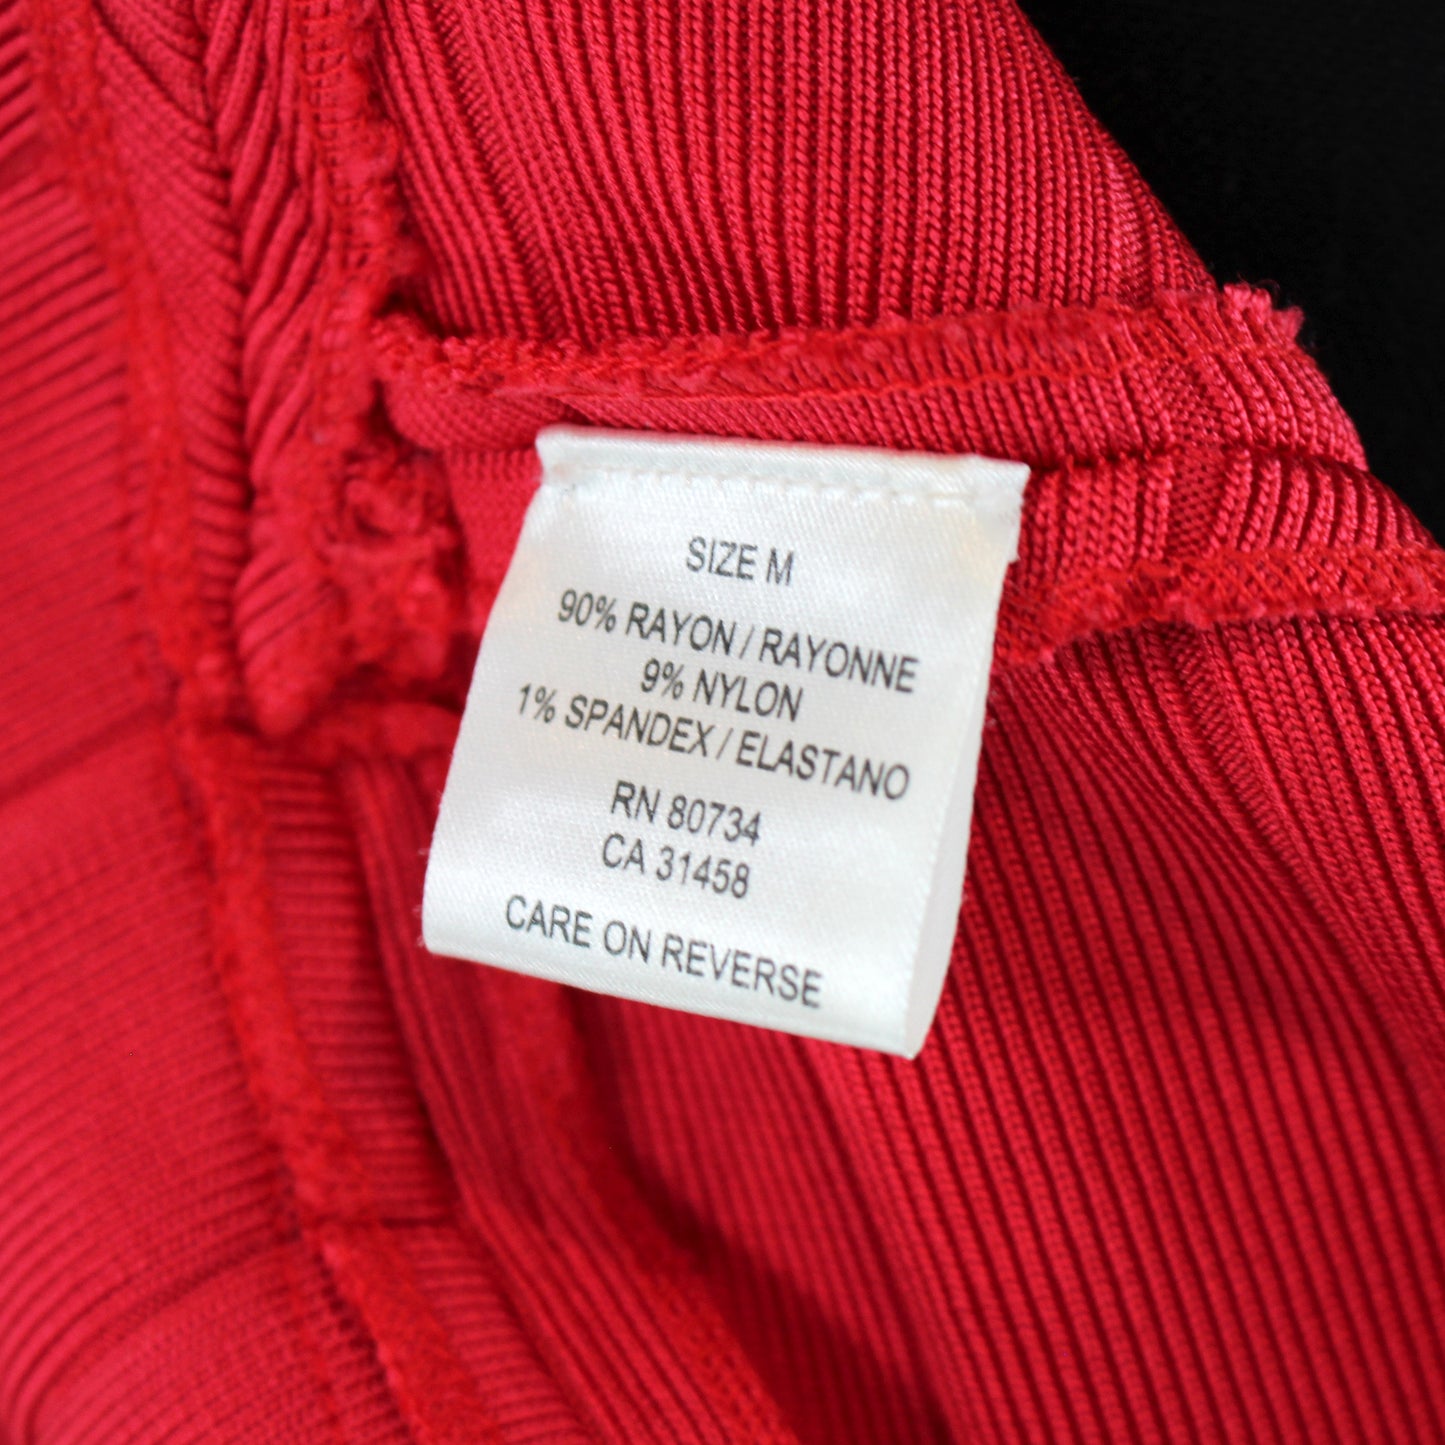 SIZE M
90% RAYON / RAYONNE
9% NYLON
1% SPANDEX / ELASTANO
RN 80734
CA 31458
CARE ON REVERSE